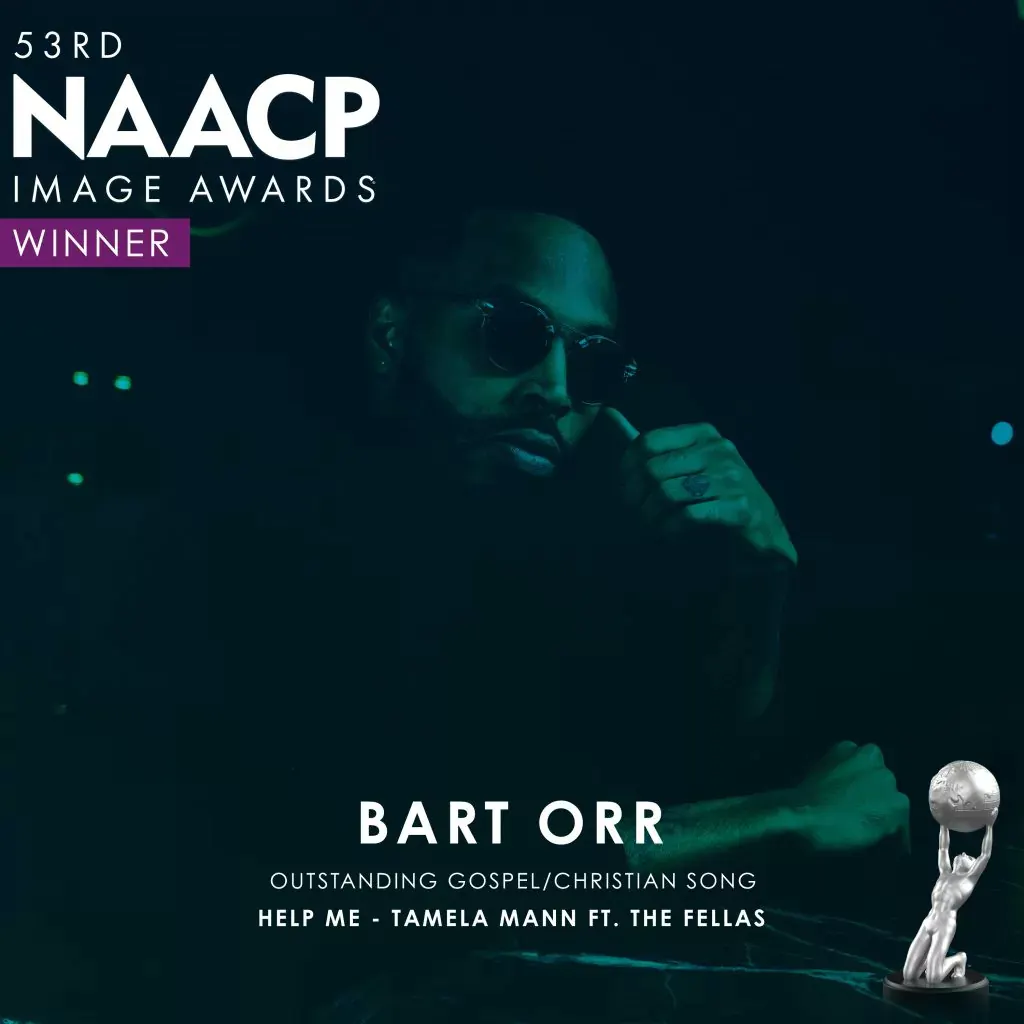 53RD
NAACP
IMAGE AWARDS
WINNER
BART ORR
OUTSTANDING GOSPEL/CHRISTIAN SONG
HELP ME - TAMELA MANN FT. THE FELLAS